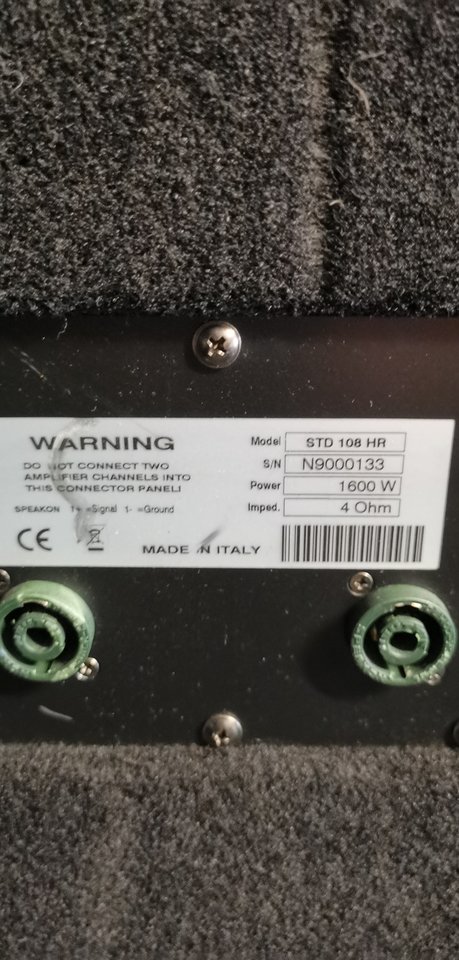 WARNING
DO NOT CONNECT TWO
AMPLIFIER CHANNELS INTO
THIS CONNECTOR PANEL!
SPEAKON 1+ =Signal 1- =Ground
CE
MADE IN ITALY
Model STD 108 HR
S/N N9000133
Power 1600 W
Imped. 4 Ohm